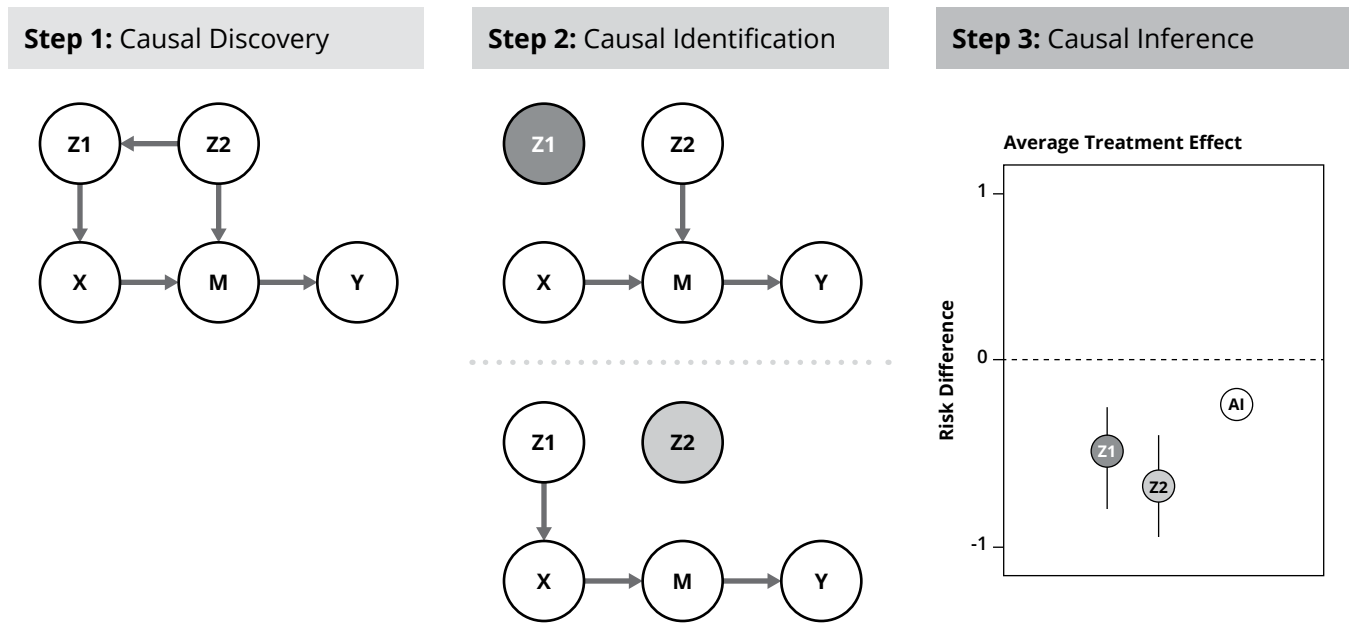 Step 1: Causal Discovery
Z1
Z2
X
M
Y
Step 2: Causal Identification
Z1
Z2
X
M
Y
Z1
Z2
X
M
Y
Step 3: Causal Inference
Average Treatment Effect
Risk Difference
1
0
-1
AI
Z1
Z2